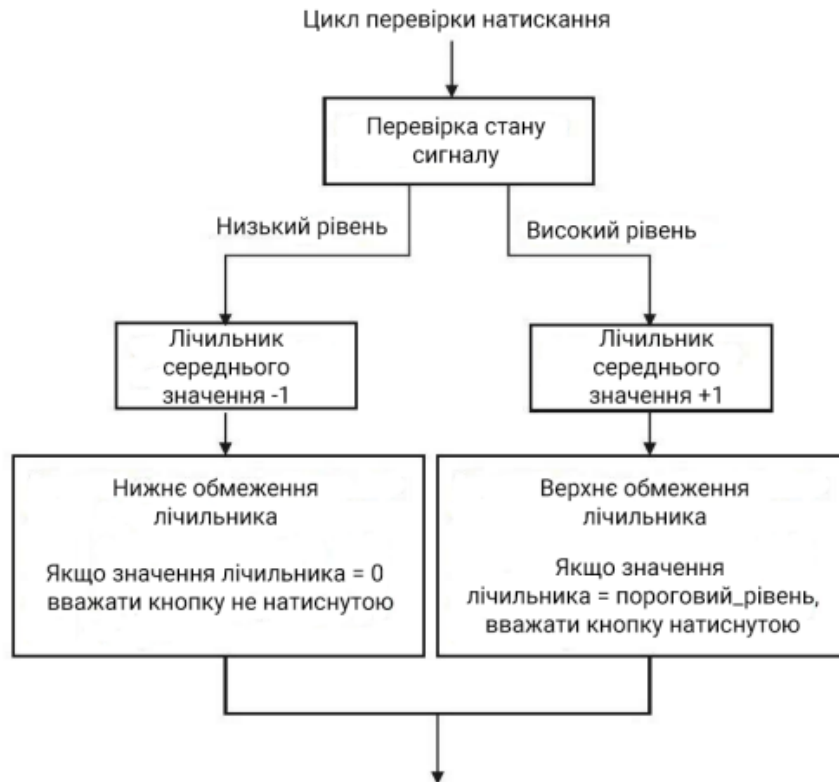 Цикл перевірки натискання
Перевірка стану
сигналу
Низький рівень
Високий рівень
Лічильник
середнього
значення -1
Лічильник
середнього
значення +1
Нижнє обмеження
лічильника
Якщо значення лічильника = 0
вважати кнопку не натиснутою
Верхнє обмеження
лічильника
Якщо значення
лічильника = пороговий_рівень,
вважати кнопку натиснутою